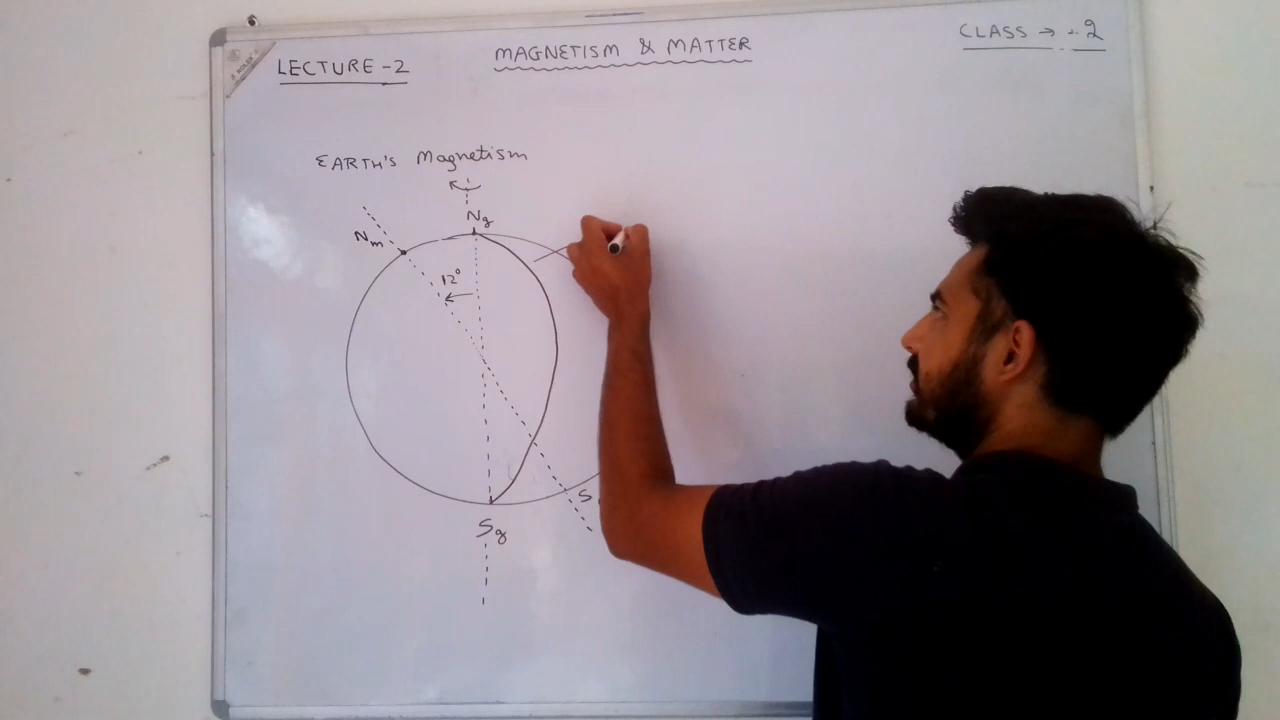 MAGNETISM & MATTER
CLASS → 12
LECTURE -2
EARTH'S Magnetism
Ng
Nm
12°
S
Sg